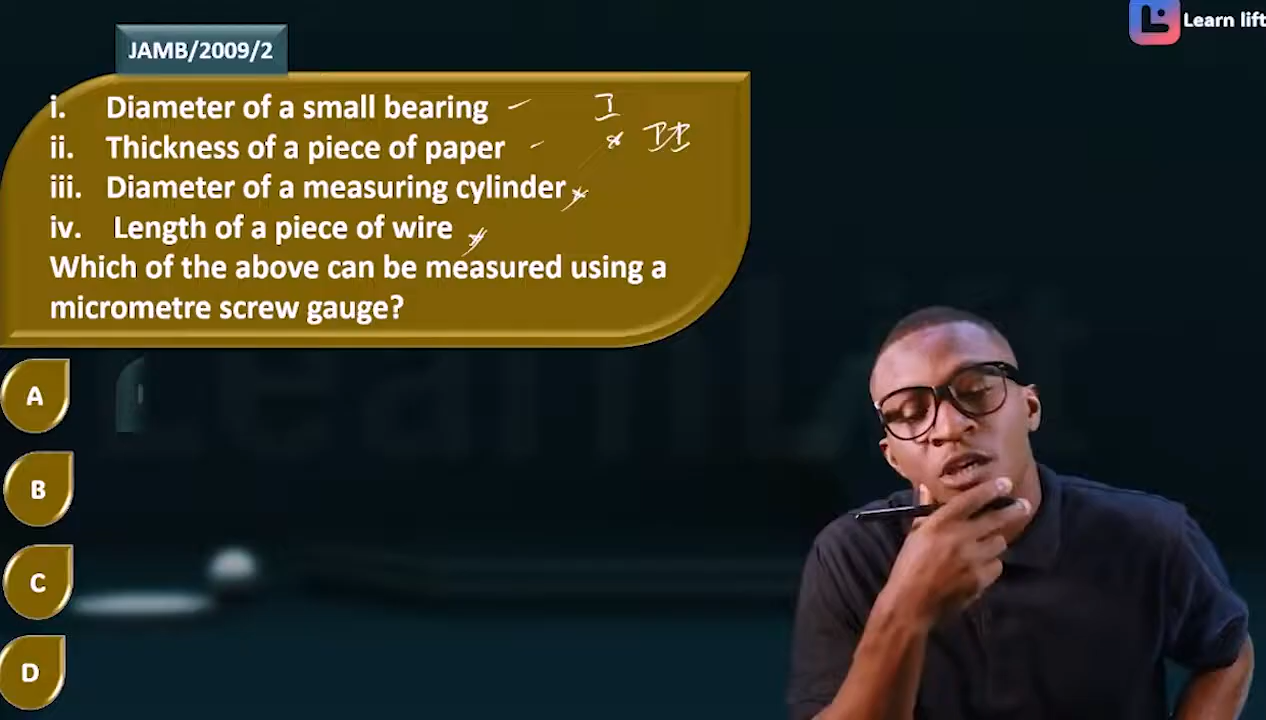 Learn lift
JAMB/2009/2
i. Diameter of a small bearing - I
ii. Thickness of a piece of paper - II
iii. Diameter of a measuring cylinder
iv. Length of a piece of wire
Which of the above can be measured using a
micrometre screw gauge?
A
B
C
D